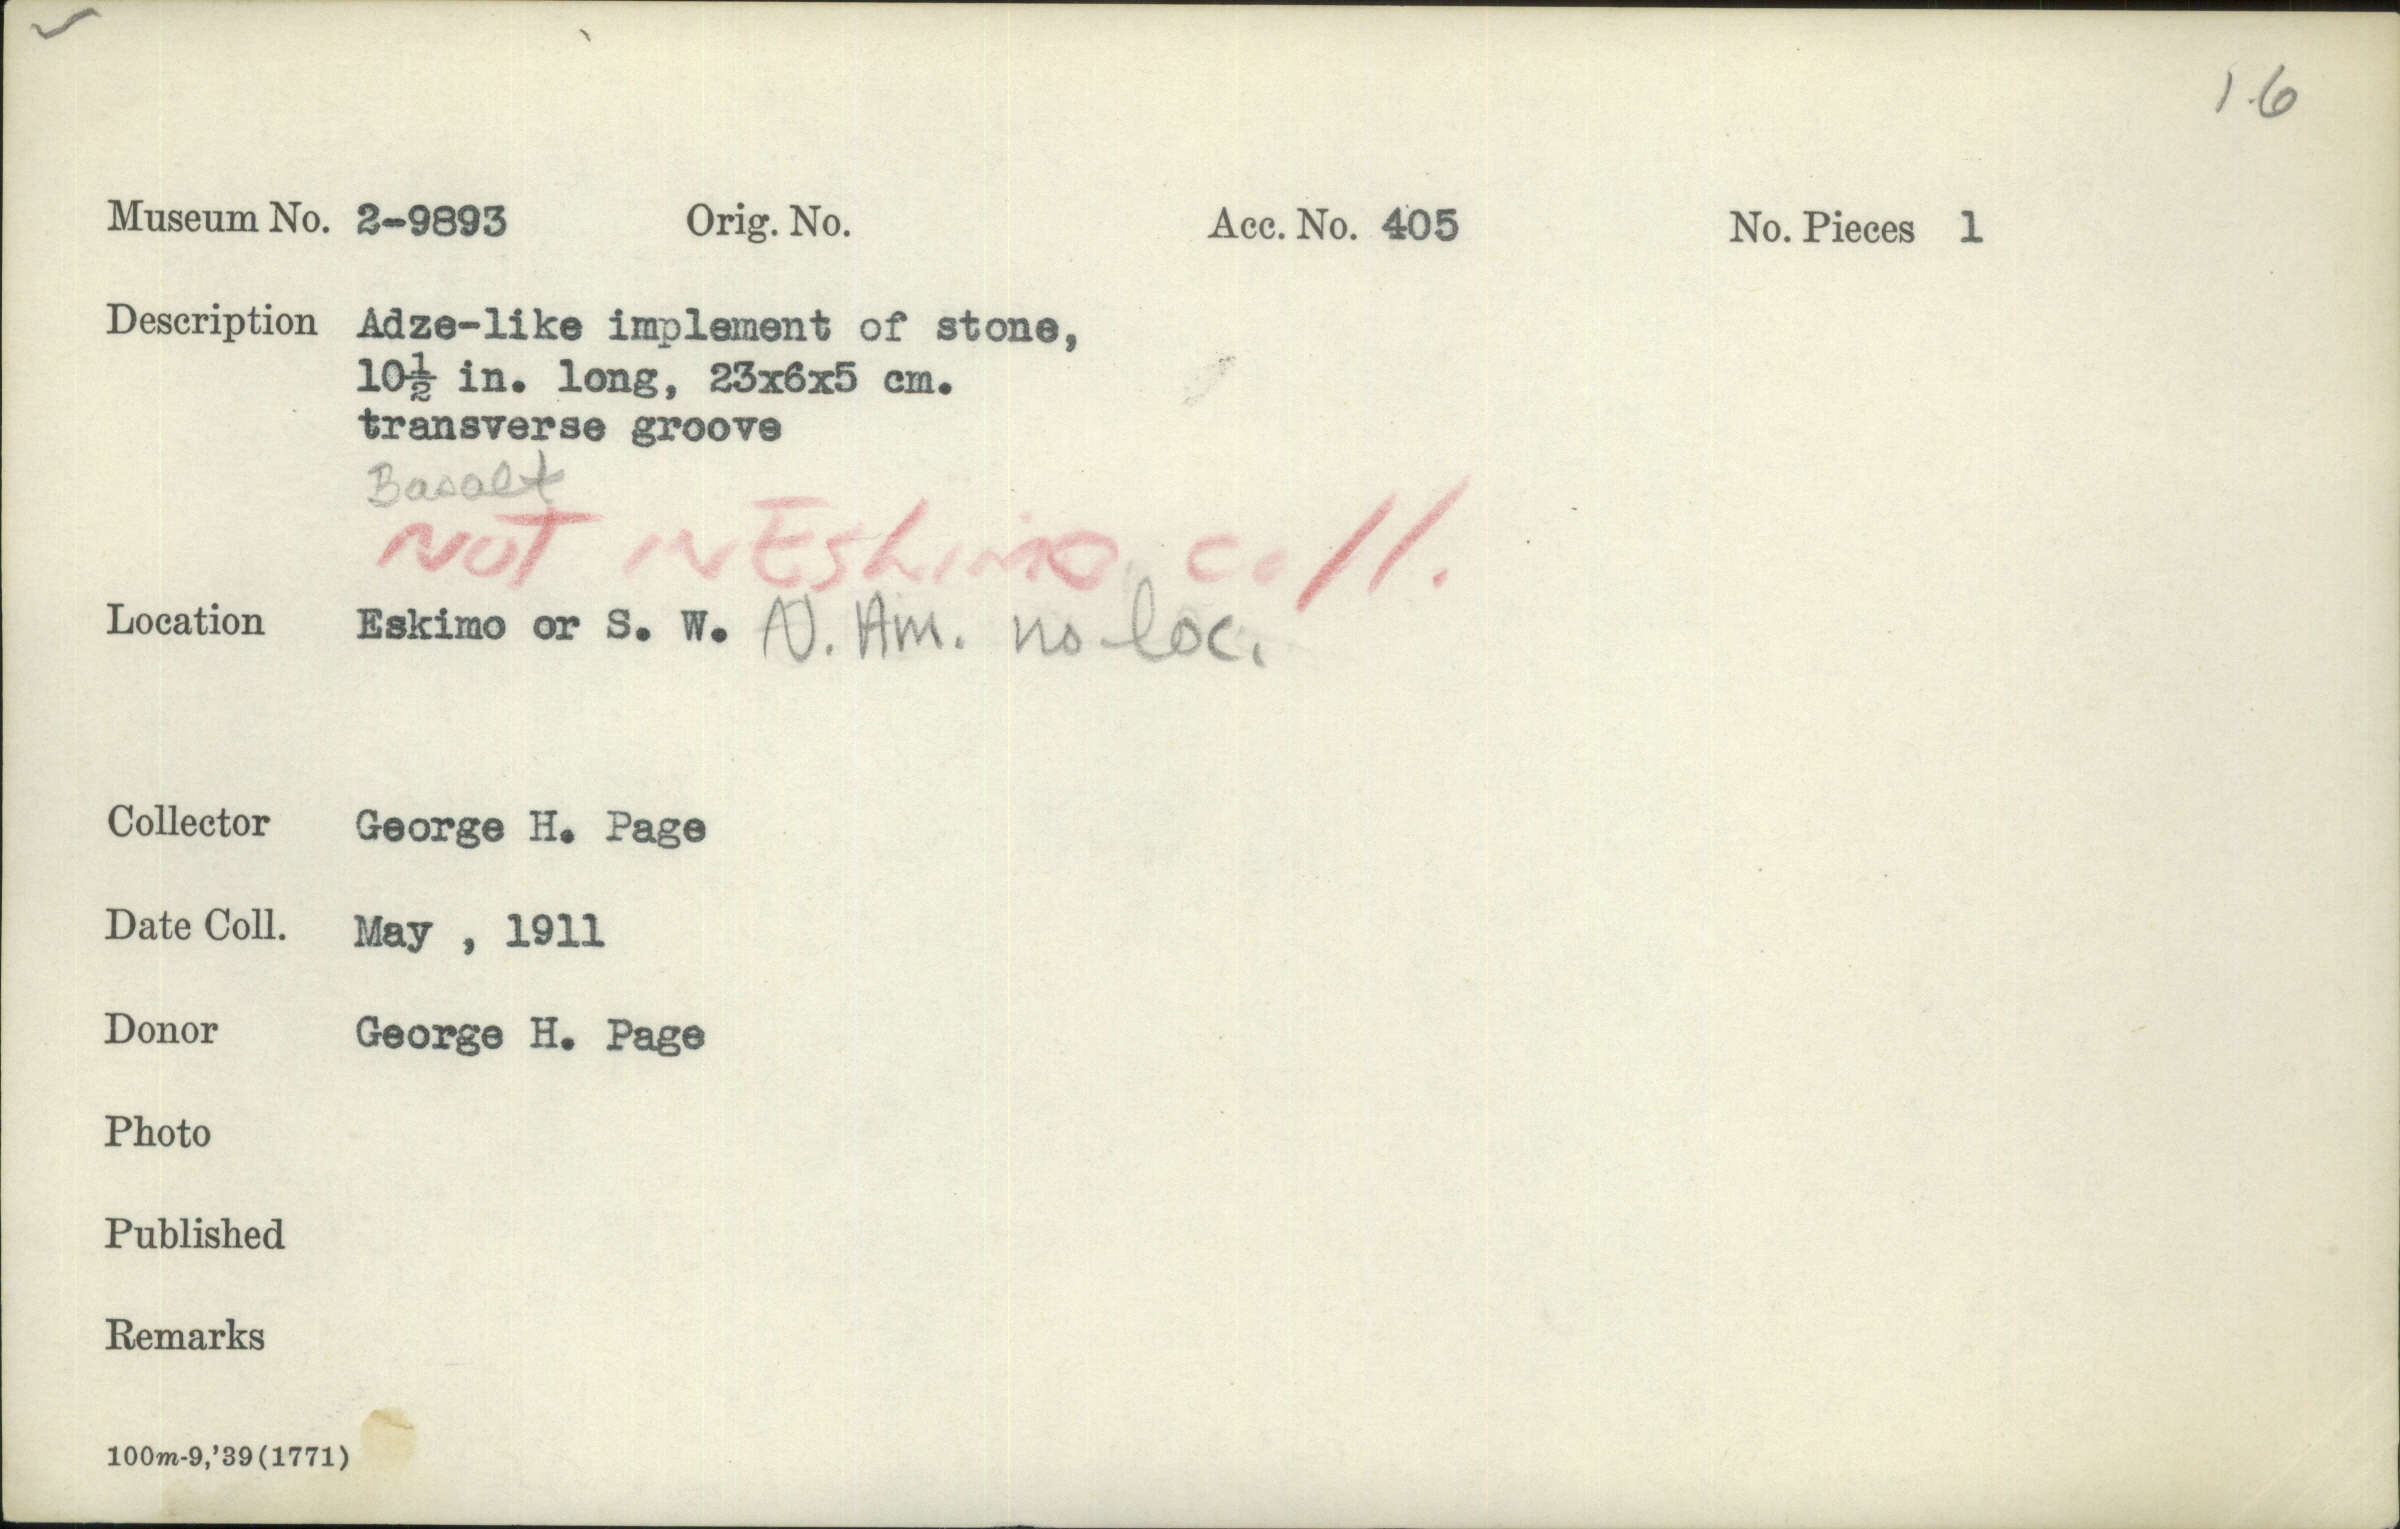 1.6
Museum No. 2-9893 Orig. No. Acc. No. 405 No. Pieces 1
Description Adze-like implement of stone,
10½ in. long, 23x6x5 cm.
transverse groove
Basalt
NOT IN Eskimo coll.
Location Eskimo or S. W. N. Am. no loc.
Collector George H. Page
Date Coll. May , 1911
Donor George H. Page
Photo
Published
Remarks
100m-9,'39(1771)